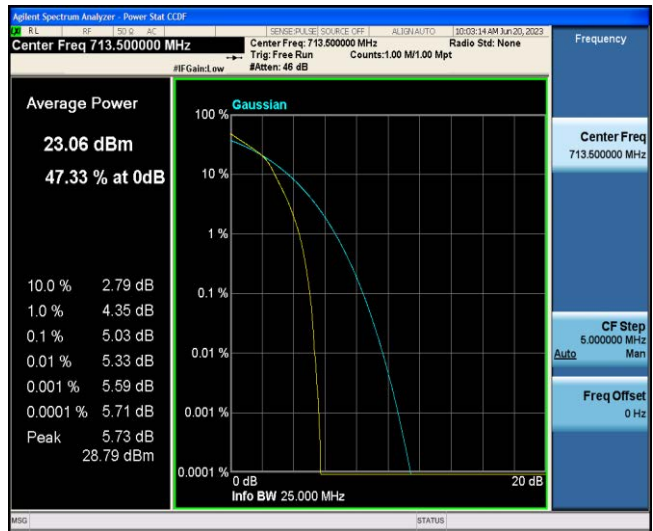 Agilent Spectrum Analyzer - Power Stat CCDF
RL RF 50 Ω AC SENSE:PULSE SOURCE OFF ALIGNAUTO 10:03:14 AM Jun 20, 2023
Center Freq 713.500000 MHz
Center Freq: 713.500000 MHz Radio Std: None
Trig: Free Run Counts:1.00 M/1.00 Mpt
#IFGain:Low #Atten: 46 dB
Frequency
Average Power
23.06 dBm
47.33 % at 0dB
10.0 % 2.79 dB
1.0 % 4.35 dB
0.1 % 5.03 dB
0.01 % 5.33 dB
0.001 % 5.59 dB
0.0001 % 5.71 dB
Peak 5.73 dB
28.79 dBm
Gaussian
100 %
10 %
1 %
0.1 %
0.01 %
0.001 %
0.0001 %
0 dB 20 dB
Info BW 25.000 MHz
Center Freq
713.500000 MHz
CF Step
5.000000 MHz
Auto Man
Freq Offset
0 Hz
MSG STATUS